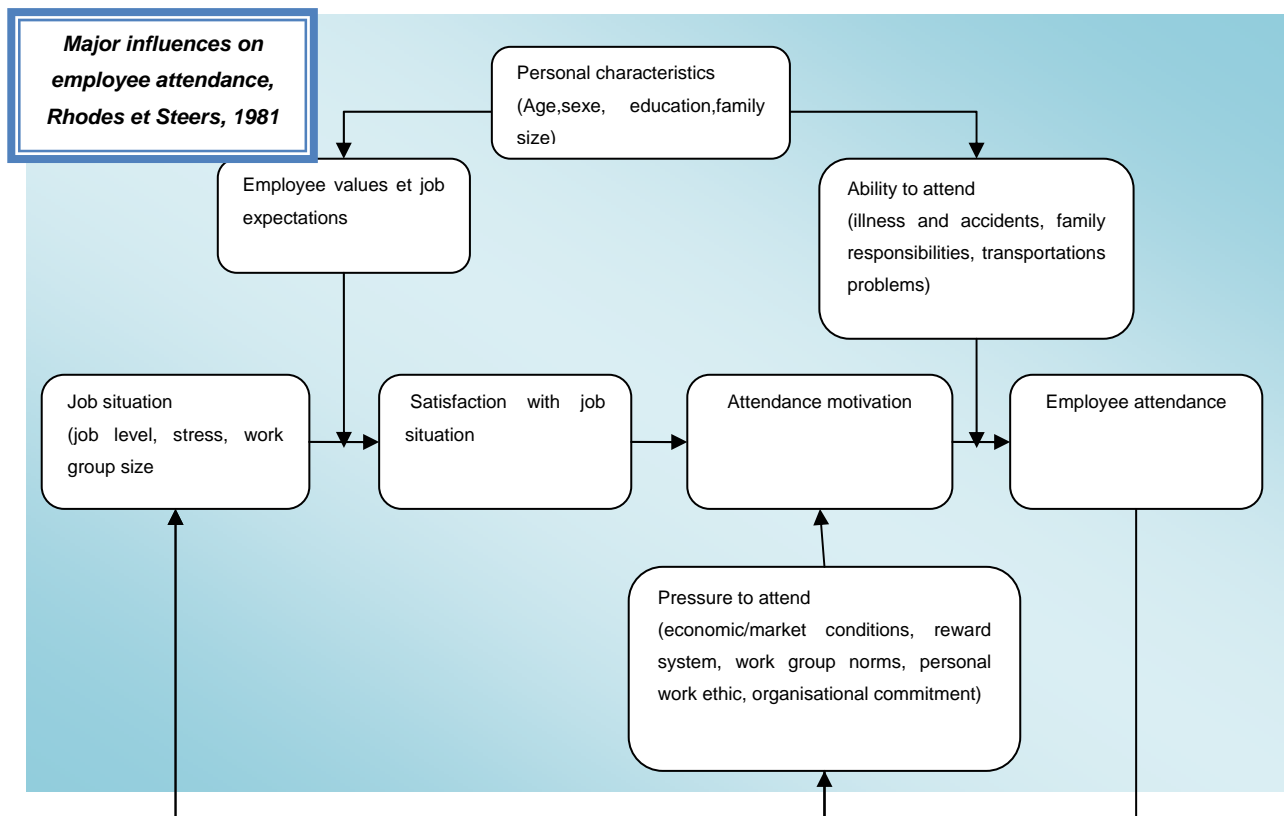 Major influences on
employee attendance,
Rhodes et Steers, 1981
Personal characteristics
(Age,sexe, education,family
size)
Employee values et job
expectations
Ability to attend
(illness and accidents, family
responsibilities, transportations
problems)
Job situation
(job level, stress, work
group size
Satisfaction with job
situation
Attendance motivation
Employee attendance
Pressure to attend
(economic/market conditions, reward
system, work group norms, personal
work ethic, organisational commitment)